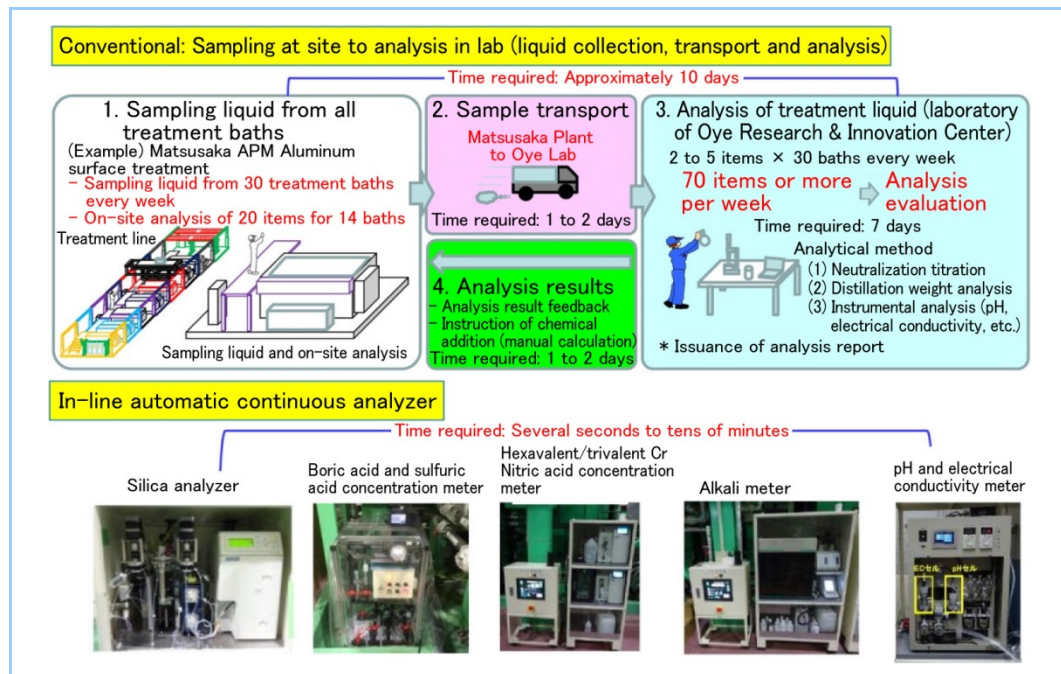 Conventional: Sampling at site to analysis in lab (liquid collection, transport and analysis)
Time required: Approximately 10 days
1. Sampling liquid from all
treatment baths
(Example) Matsusaka APM Aluminum
surface treatment
- Sampling liquid from 30 treatment baths
every week
- On-site analysis of 20 items for 14 baths
Treatment line
Sampling liquid and on-site analysis
2. Sample transport
Matsusaka Plant
to Oye Lab
Time required: 1 to 2 days
4. Analysis results
- Analysis result feedback
- Instruction of chemical
addition (manual calculation)
Time required: 1 to 2 days
3. Analysis of treatment liquid (laboratory
of Oye Research & Innovation Center)
2 to 5 items × 30 baths every week
70 items or more
per week
Analysis
evaluation
Time required: 7 days
Analytical method
(1) Neutralization titration
(2) Distillation weight analysis
(3) Instrumental analysis (pH,
electrical conductivity, etc.)
* Issuance of analysis report
In-line automatic continuous analyzer
Time required: Several seconds to tens of minutes
Silica analyzer
Boric acid and sulfuric
acid concentration meter
Hexavalent/trivalent Cr
Nitric acid concentration
meter
Alkali meter
pH and electrical
conductivity meter
ECセル
pHセル